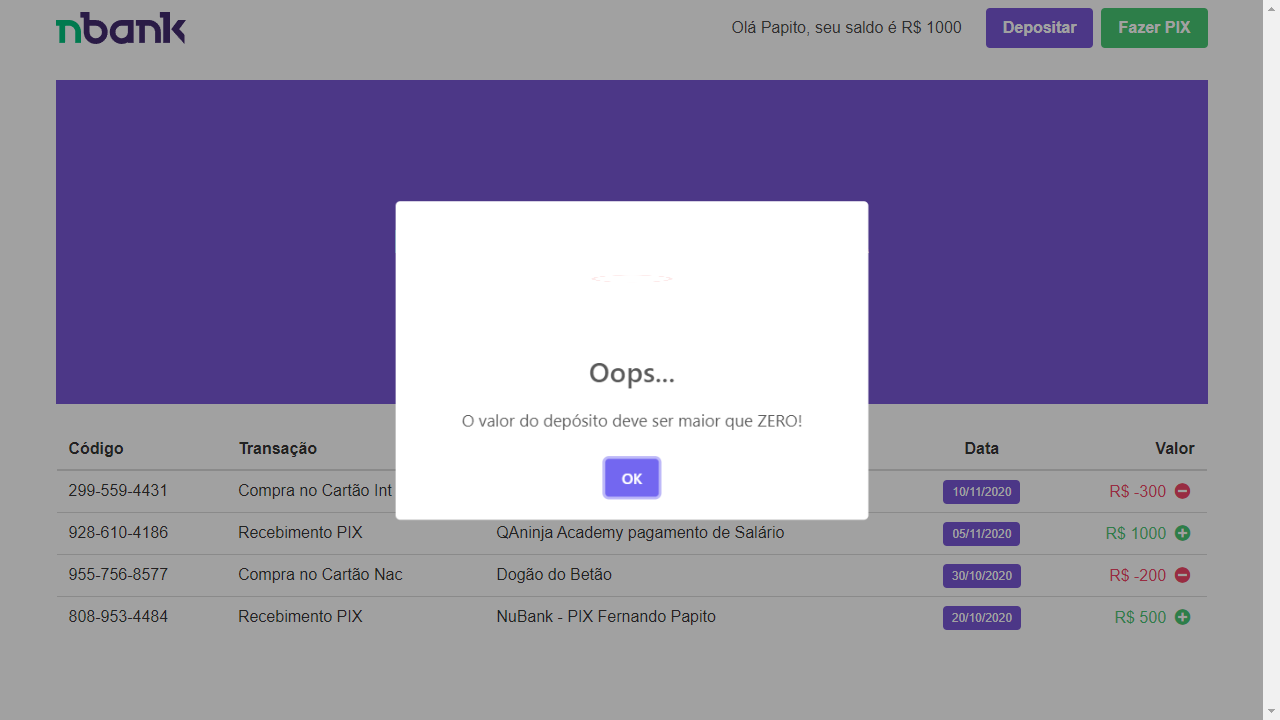 nbank
Olá Papito, seu saldo é R$ 1000
Depositar
Fazer PIX
Oops...
O valor do depósito deve ser maior que ZERO!
OK
Código Transação Data Valor
299-559-4431 Compra no Cartão Int 10/11/2020 R$ -300
928-610-4186 Recebimento PIX QAninja Academy pagamento de Salário 05/11/2020 R$ 1000
955-756-8577 Compra no Cartão Nac Dogão do Betão 30/10/2020 R$ -200
808-953-4484 Recebimento PIX NuBank - PIX Fernando Papito 20/10/2020 R$ 500